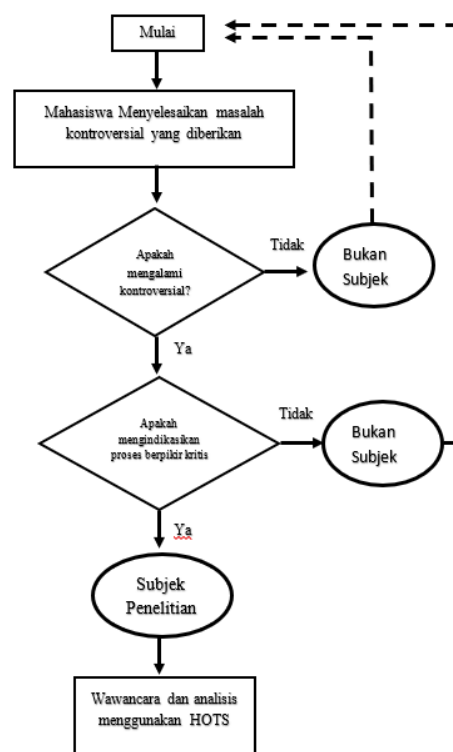 Mulai
Mahasiswa Menyelesaikan masalah
kontroversial yang diberikan
Apakah
mengalami
kontroversial?
Tidak
Bukan
Subjek
Ya
Apakah
mengindikasikan
proses berpikir kritis
Tidak
Bukan
Subjek
Ya
Subjek
Penelitian
Wawancara dan analisis
menggunakan HOTS